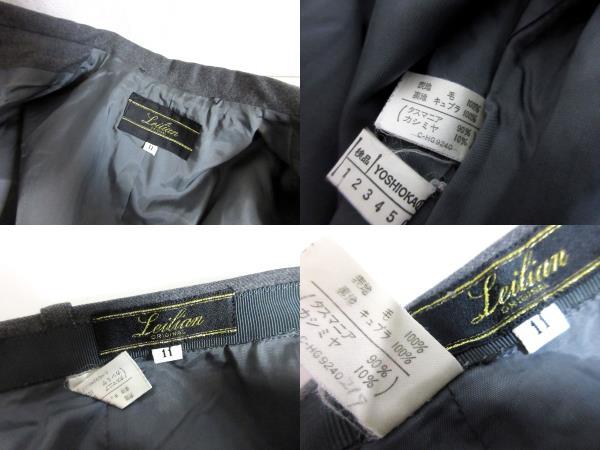 Leilian
11
表地 毛 100%
裏地 キュプラ 100%
(タスマニア 90%
カシミヤ 10%)
C-HG9240
検品 YOSHIOKA
1 2 3 4 5
Leilian
ORIGINAL
11
表地 毛 100%
裏地 キュプラ 100%
(タスマニア 90%
カシミヤ 10%)
C-HG9240 217
Leilian
ORIGINAL
11